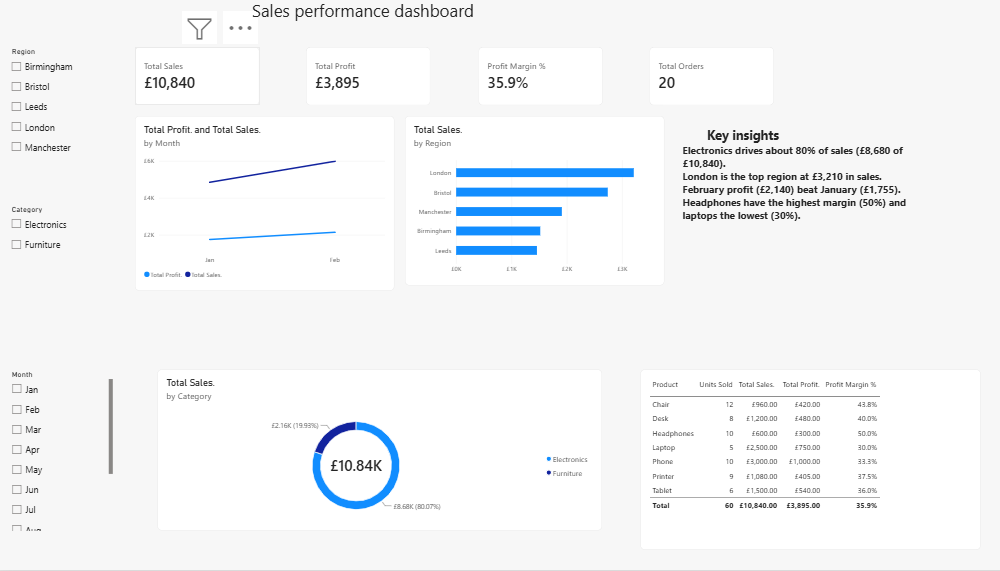 Sales performance dashboard
Region
Birmingham
Bristol
Leeds
London
Manchester
Category
Electronics
Furniture
Total Sales
£10,840
Total Profit
£3,895
Profit Margin %
35.9%
Total Orders
20
Total Profit. and Total Sales.
by Month
£6K
£4K
£2K
Jan
Feb
Total Profit. Total Sales.
Total Sales.
by Region
London
Bristol
Manchester
Birmingham
Leeds
£0K £1K £2K £3K
Key insights
Electronics drives about 80% of sales (£8,680 of
£10,840).
London is the top region at £3,210 in sales.
February profit (£2,140) beat January (£1,755).
Headphones have the highest margin (50%) and
laptops the lowest (30%).
Month
Jan
Feb
Mar
Apr
May
Jun
Jul
Aug
Total Sales.
by Category
£2.16K (19.93%)
£10.84K
£8.68K (80.07%)
Electronics
Furniture
Product Units Sold Total Sales. Total Profit. Profit Margin %
Chair 12 £960.00 £420.00 43.8%
Desk 8 £1,200.00 £480.00 40.0%
Headphones 10 £600.00 £300.00 50.0%
Laptop 5 £2,500.00 £750.00 30.0%
Phone 10 £3,000.00 £1,000.00 33.3%
Printer 9 £1,080.00 £405.00 37.5%
Tablet 6 £1,500.00 £540.00 36.0%
Total 60 £10,840.00 £3,895.00 35.9%